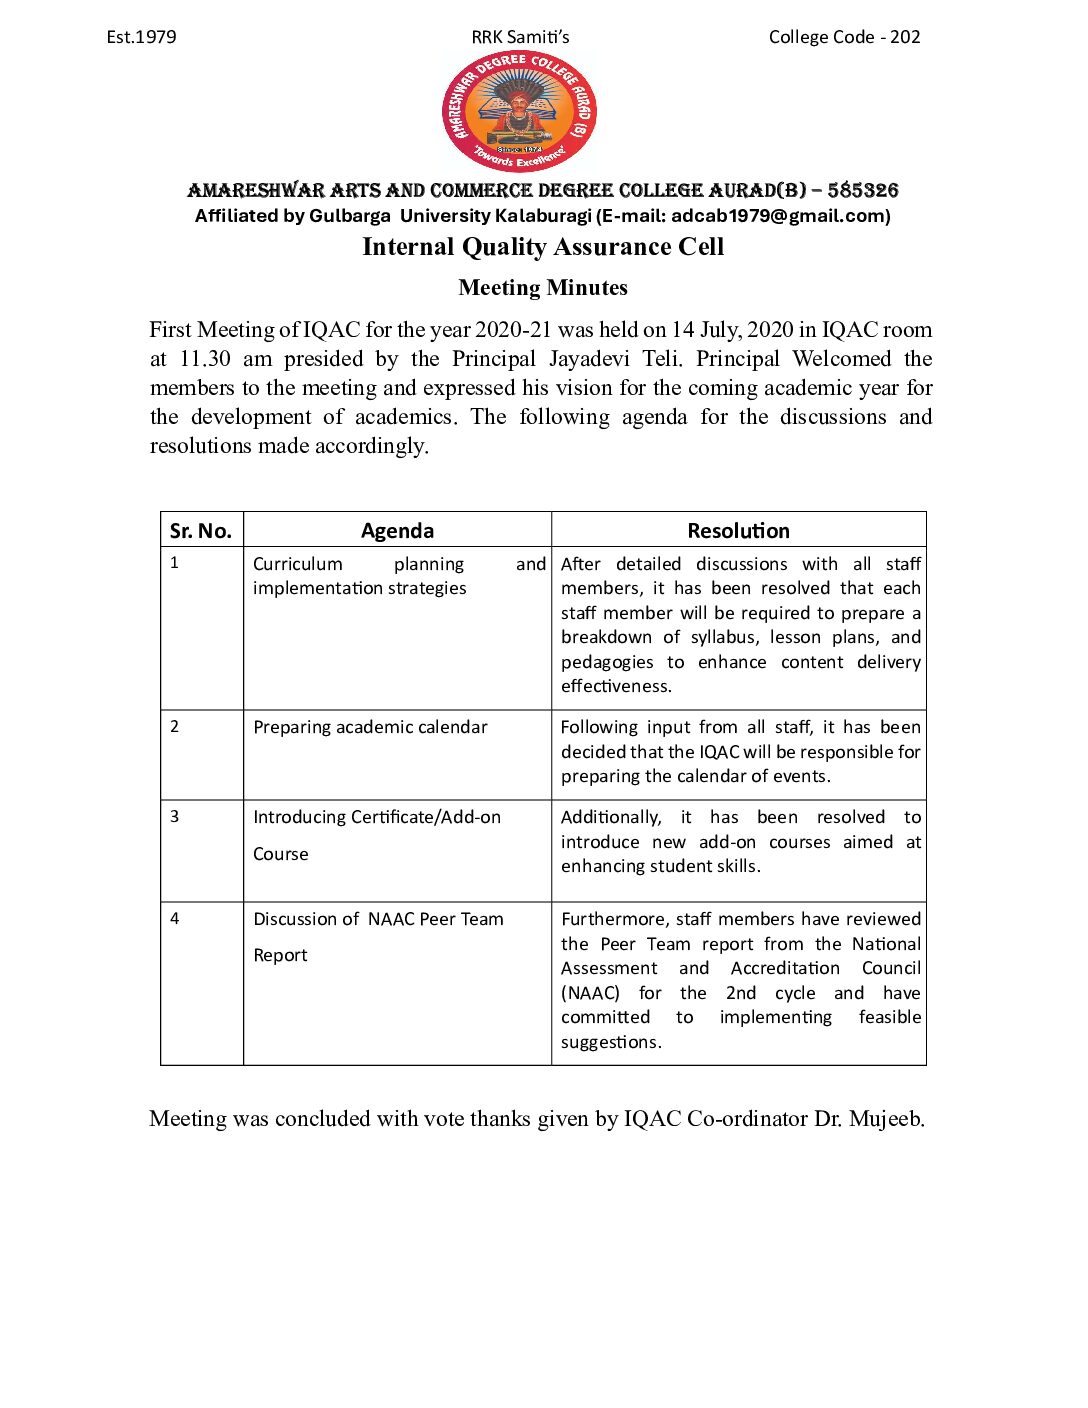 Est.1979 RRK Samiti’s College Code - 202
AMARESHWAR DEGREE COLLEGE AURAD (B)
'Towards Excellence'
AMARESHWAR ARTS AND COMMERCE DEGREE COLLEGE AURAD(B) – 585326
Affiliated by Gulbarga University Kalaburagi (E-mail: adcab1979@gmail.com)
Internal Quality Assurance Cell
Meeting Minutes
First Meeting of IQAC for the year 2020-21 was held on 14 July, 2020 in IQAC room
at 11.30 am presided by the Principal Jayadevi Teli. Principal Welcomed the
members to the meeting and expressed his vision for the coming academic year for
the development of academics. The following agenda for the discussions and
resolutions made accordingly.
Sr. No. Agenda Resolution
1 Curriculum planning and After detailed discussions with all staff
implementation strategies members, it has been resolved that each
staff member will be required to prepare a
breakdown of syllabus, lesson plans, and
pedagogies to enhance content delivery
effectiveness.
2 Preparing academic calendar Following input from all staff, it has been
decided that the IQAC will be responsible for
preparing the calendar of events.
3 Introducing Certificate/Add-on Additionally, it has been resolved to
Course introduce new add-on courses aimed at
enhancing student skills.
4 Discussion of NAAC Peer Team Furthermore, staff members have reviewed
Report the Peer Team report from the National
Assessment and Accreditation Council
(NAAC) for the 2nd cycle and have
committed to implementing feasible
suggestions.
Meeting was concluded with vote thanks given by IQAC Co-ordinator Dr. Mujeeb.